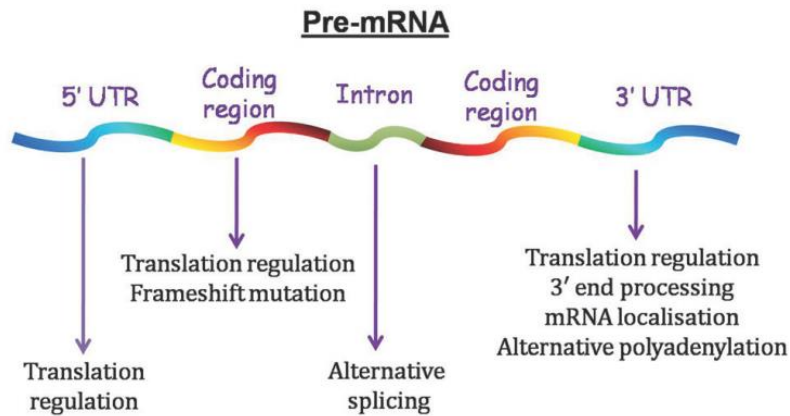 Pre-mRNA
5' UTR
Coding
region
Intron
Coding
region
3' UTR
Translation regulation
Frameshift mutation
Translation regulation
3′ end processing
mRNA localisation
Alternative polyadenylation
Translation
regulation
Alternative
splicing